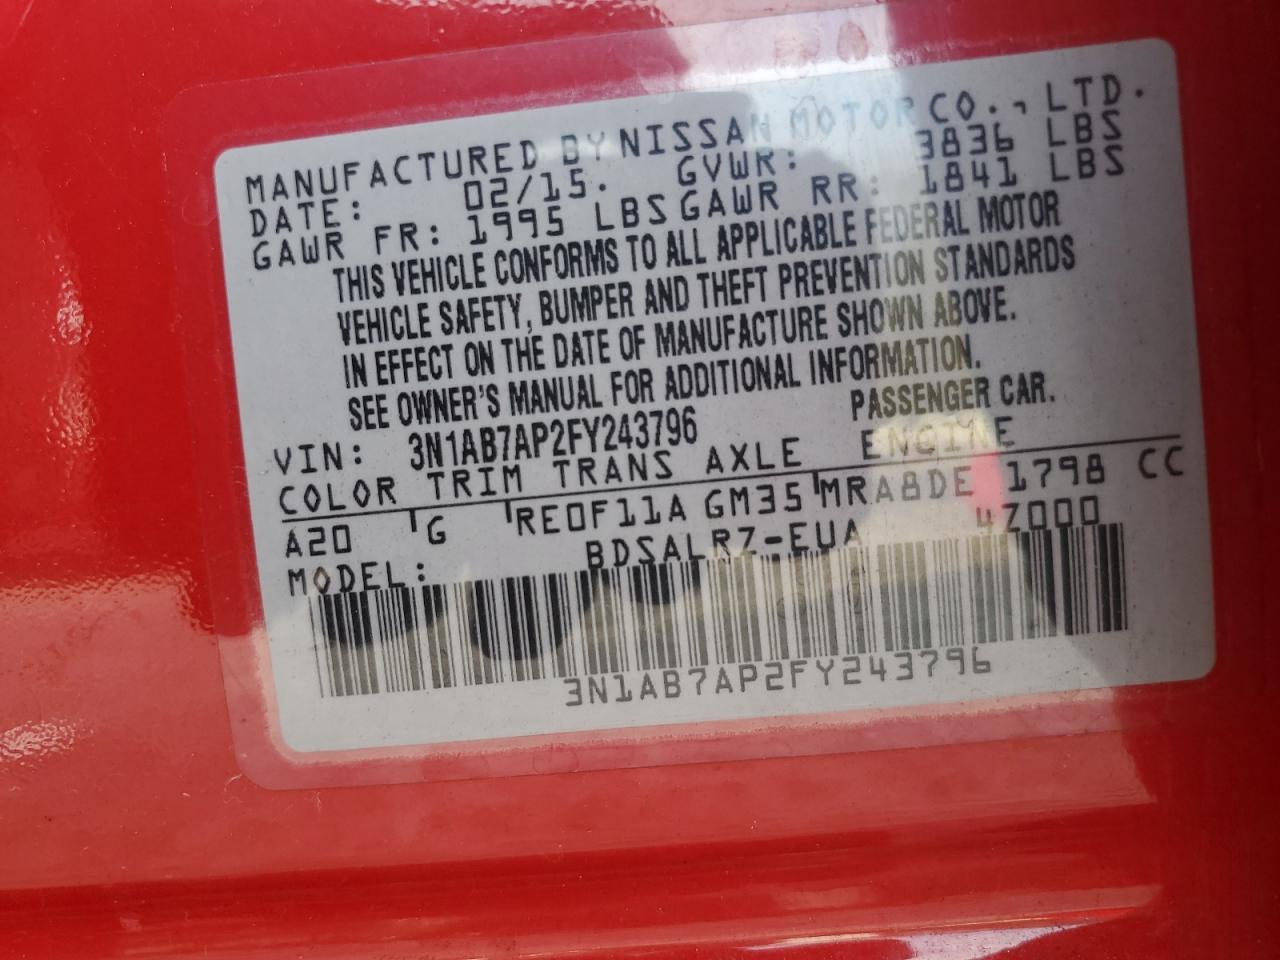 MANUFACTURED BY NISSAN MOTOR CO., LTD.
DATE: 02/15. GVWR: 3836 LBS
GAWR FR: 1995 LBS GAWR RR: 1841 LBS
THIS VEHICLE CONFORMS TO ALL APPLICABLE FEDERAL MOTOR
VEHICLE SAFETY, BUMPER AND THEFT PREVENTION STANDARDS
IN EFFECT ON THE DATE OF MANUFACTURE SHOWN ABOVE.
SEE OWNER'S MANUAL FOR ADDITIONAL INFORMATION.
VIN: 3N1AB7AP2FY243796 PASSENGER CAR.
COLOR TRIM TRANS AXLE ENGINE
A20 G RE0F11A GM35 MRA8DE 1798 CC
MODEL: BDSALRZ-EUA 4Z000
3N1AB7AP2FY243796